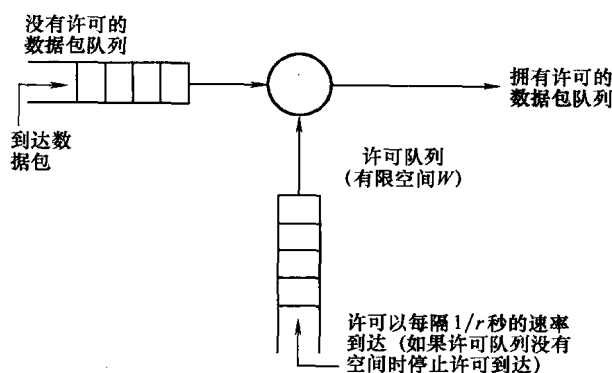 没有许可的
数据包队列
拥有许可的
数据包队列
到达数
据包
许可队列
(有限空间W)
许可以每隔1/r秒的速率
到达 (如果许可队列没有
空间时停止许可到达)